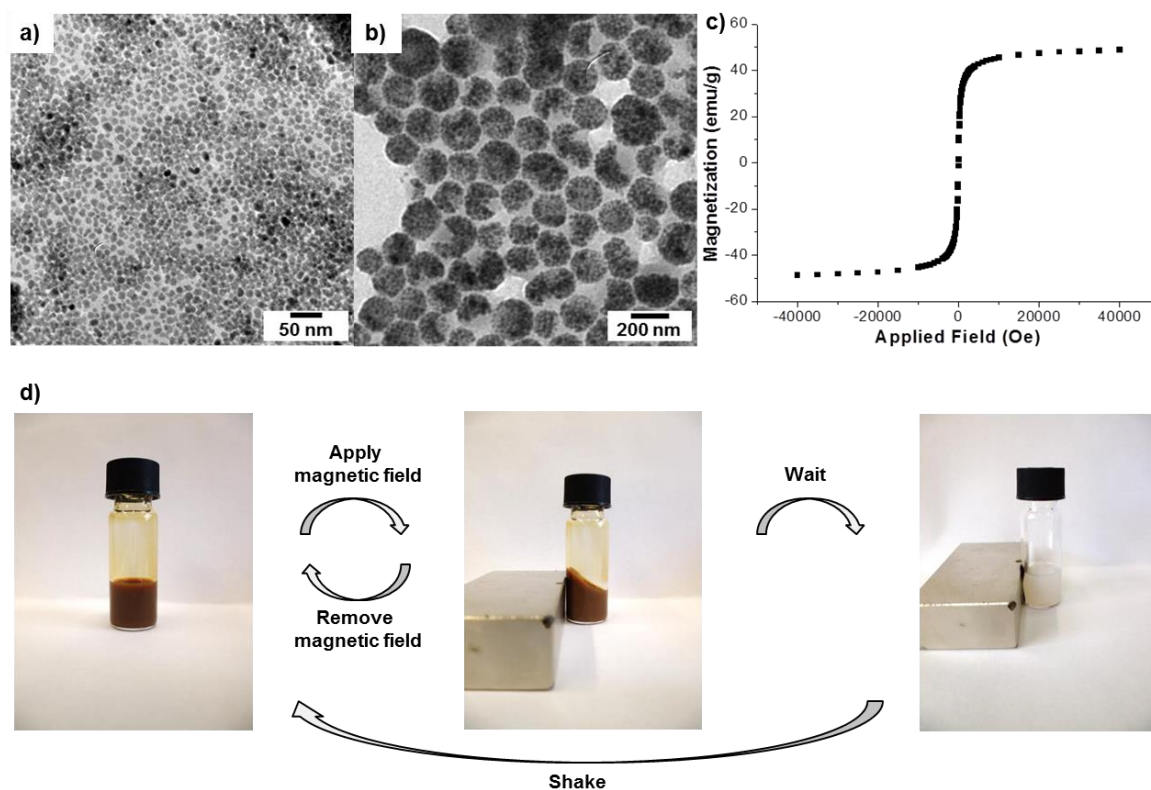 a)
50 nm
b)
200 nm
c)
60
40
20
0
-20
-40
-60
Magnetization (emu/g)
-40000 -20000 0 20000 40000
Applied Field (Oe)
d)
Apply
magnetic field
Remove
magnetic field
Wait
Shake